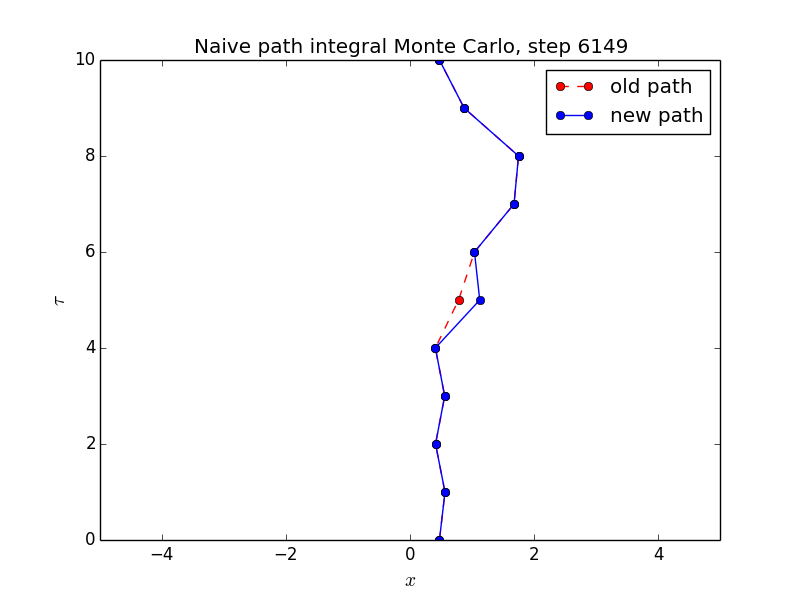 Naive path integral Monte Carlo, step 6149
old path
new path
10
8
6
4
2
0
τ
−4
−2
0
2
4
x